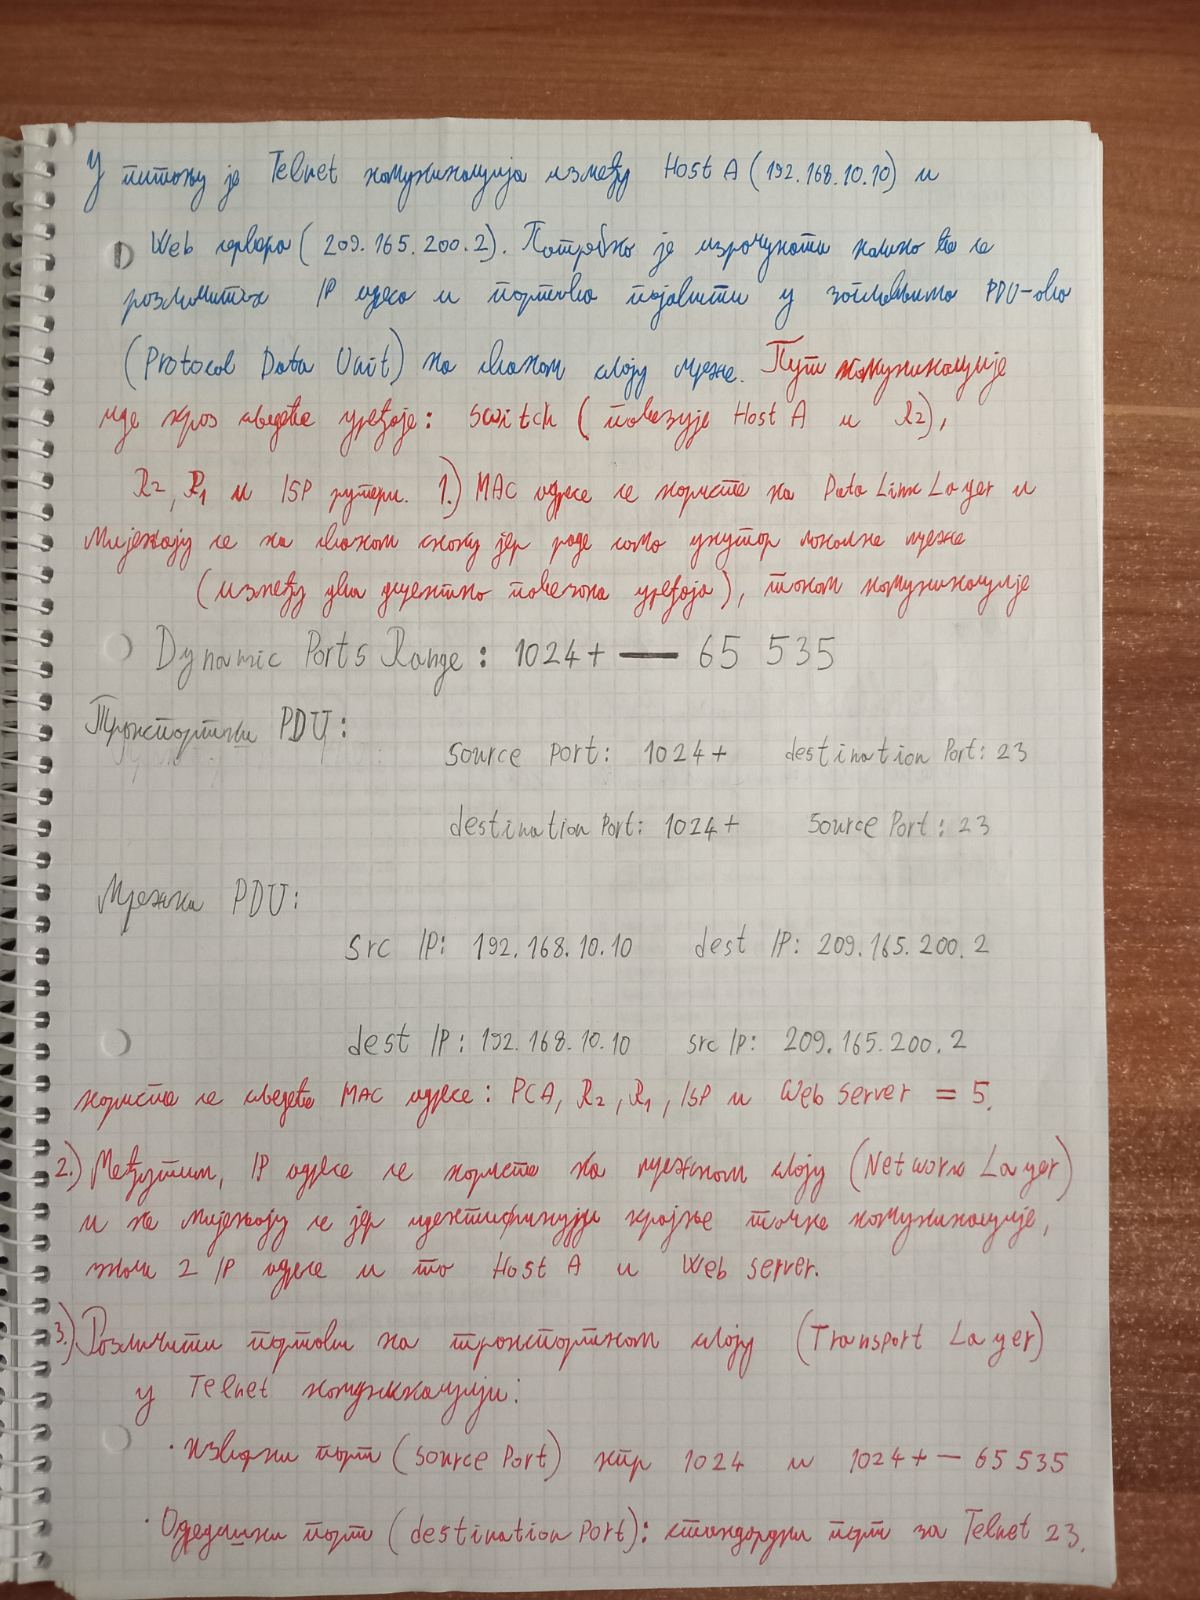 У питању је Telnet комуникација између Host A (192.168.10.10) и
Web сервера (209.165.200.2). Потребно је израчунати колико ће се
различитих IP адреса и портова појавити у заглављима PDU-ова
(Protocol Data Unit) на сваком слоју мреже. Пут комуникације
иде кроз следеће уређаје: Switch (повезује Host A и R2),
R2, R1 и ISP рутери. 1.) MAC адресе се користе на Data Link Layer и
Мијењају се на сваком скоку јер раде само унутар локалне мреже
(између два директно повезана уређаја), током комуникације
Dynamic Ports Range: 1024+ — 65 535
Транспортни PDU:
source port: 1024+ destination Port: 23
destination Port: 1024+ Source Port: 23
Мрежни PDU:
src IP: 192.168.10.10 dest IP: 209.165.200.2
dest IP: 192.168.10.10 src IP: 209.165.200.2
користе се следеће MAC адресе: PCA, R2, R1, ISP и Web server = 5.
2.) Међутим, IP адресе се користе на мрежном слоју (Network Layer)
и не мијењају се јер идентификују крајње тачке комуникације,
значи 2 IP адресе и то Host A и Web server.
3.) Различити портови на транспортном слоју (Transport Layer)
у Telnet комуникацији:
· изворни порт (Source Port) нпр 1024 и 1024+ — 65 535
· Одредишни порт (destination Port): стандардни порт за Telnet 23.